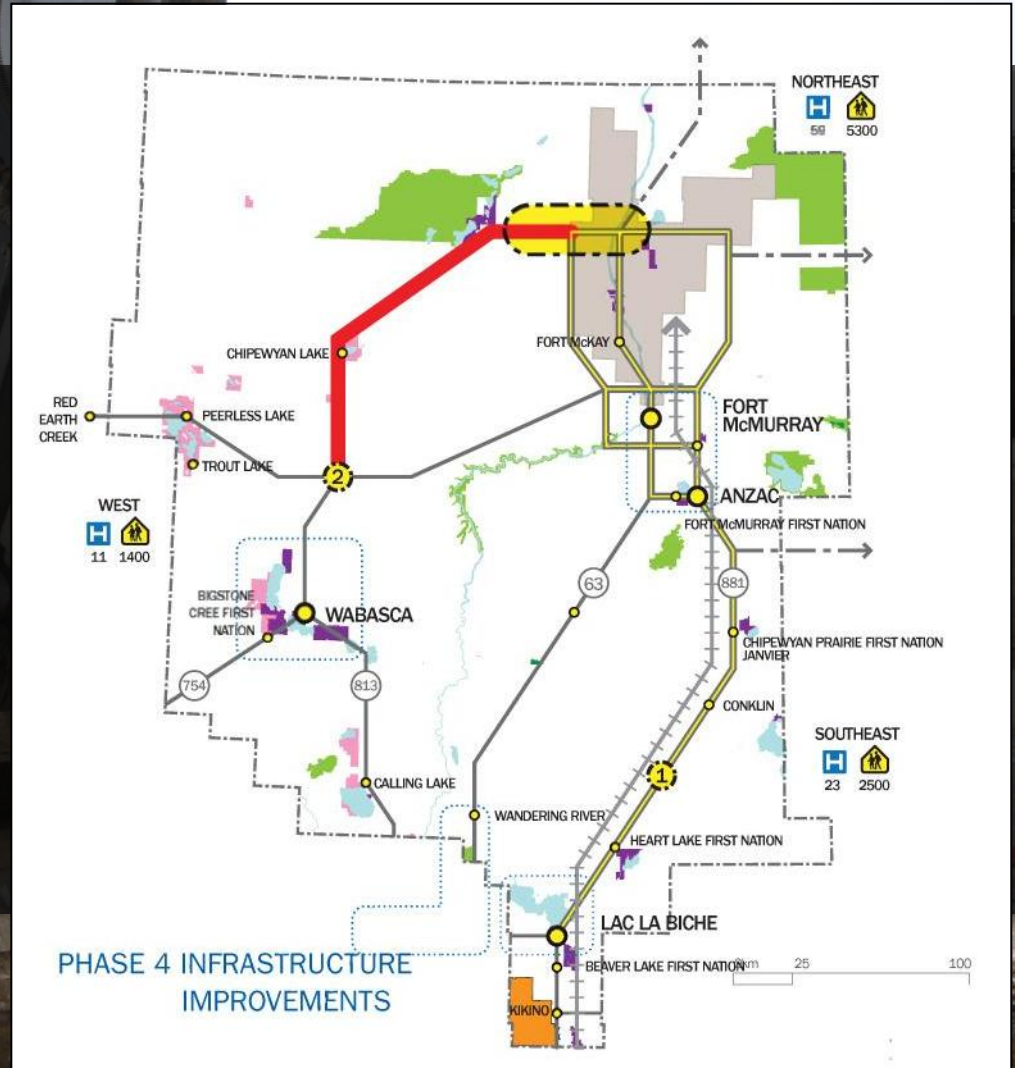 NORTHEAST
H
59 5300
CHIPEWYAN LAKE
FORT McKAY
RED
EARTH
CREEK
PEERLESS LAKE
FORT
McMURRAY
TROUT LAKE
2
ANZAC
WEST
H
11 1400
FORT McMURRAY FIRST NATION
63
881
BIGSTONE
CREE FIRST
NATION
WABASCA
CHIPEWYAN PRAIRIE FIRST NATION
JANVIER
754
813
CONKLIN
SOUTHEAST
H
23 2500
1
CALLING LAKE
WANDERING RIVER
HEART LAKE FIRST NATION
LAC LA BICHE
PHASE 4 INFRASTRUCTURE
IMPROVEMENTS
BEAVER LAKE FIRST NATION
km 25 100
KIKINO